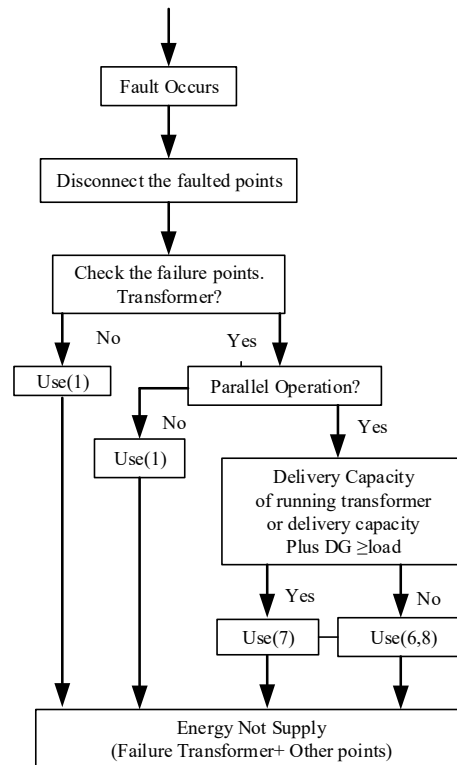 Fault Occurs
Disconnect the faulted points
Check the failure points.
Transformer?
No
Yes
Use(1)
Parallel Operation?
No
Yes
Use(1)
Delivery Capacity
of running transformer
or delivery capacity
Plus DG ≥load
Yes
No
Use(7)
Use(6,8)
Energy Not Supply
(Failure Transformer+ Other points)